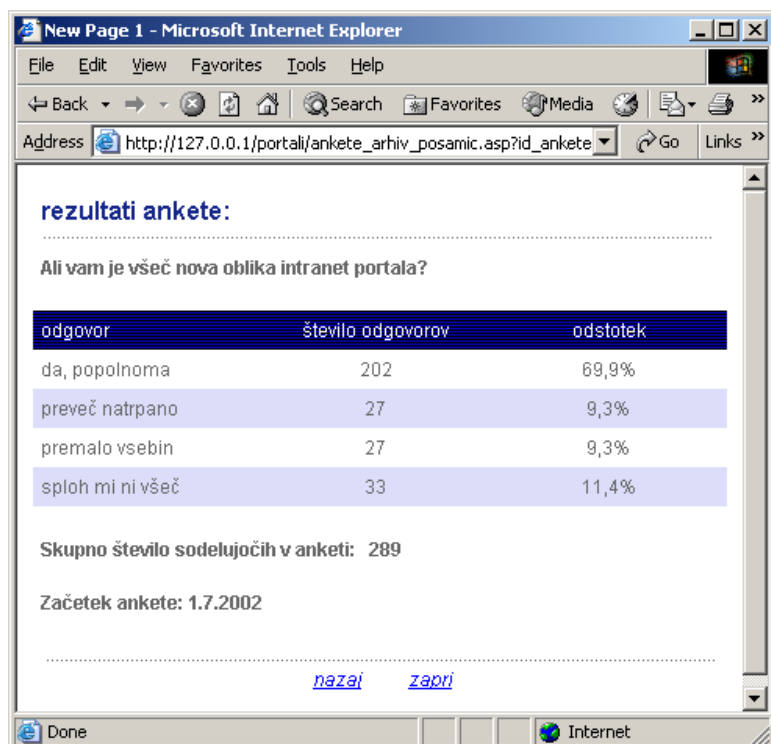 New Page 1 - Microsoft Internet Explorer
File Edit View Favorites Tools Help
Back Search Favorites Media »
Address http://127.0.0.1/portali/ankete_arhiv_posamic.asp?id_ankete Go Links »
rezultati ankete:
Ali vam je všeč nova oblika intranet portala?
odgovor število odgovorov odstotek
da, popolnoma 202 69,9%
preveč natrpano 27 9,3%
premalo vsebin 27 9,3%
sploh mi ni všeč 33 11,4%
Skupno število sodelujočih v anketi: 289
Začetek ankete: 1.7.2002
nazaj zapri
Done Internet